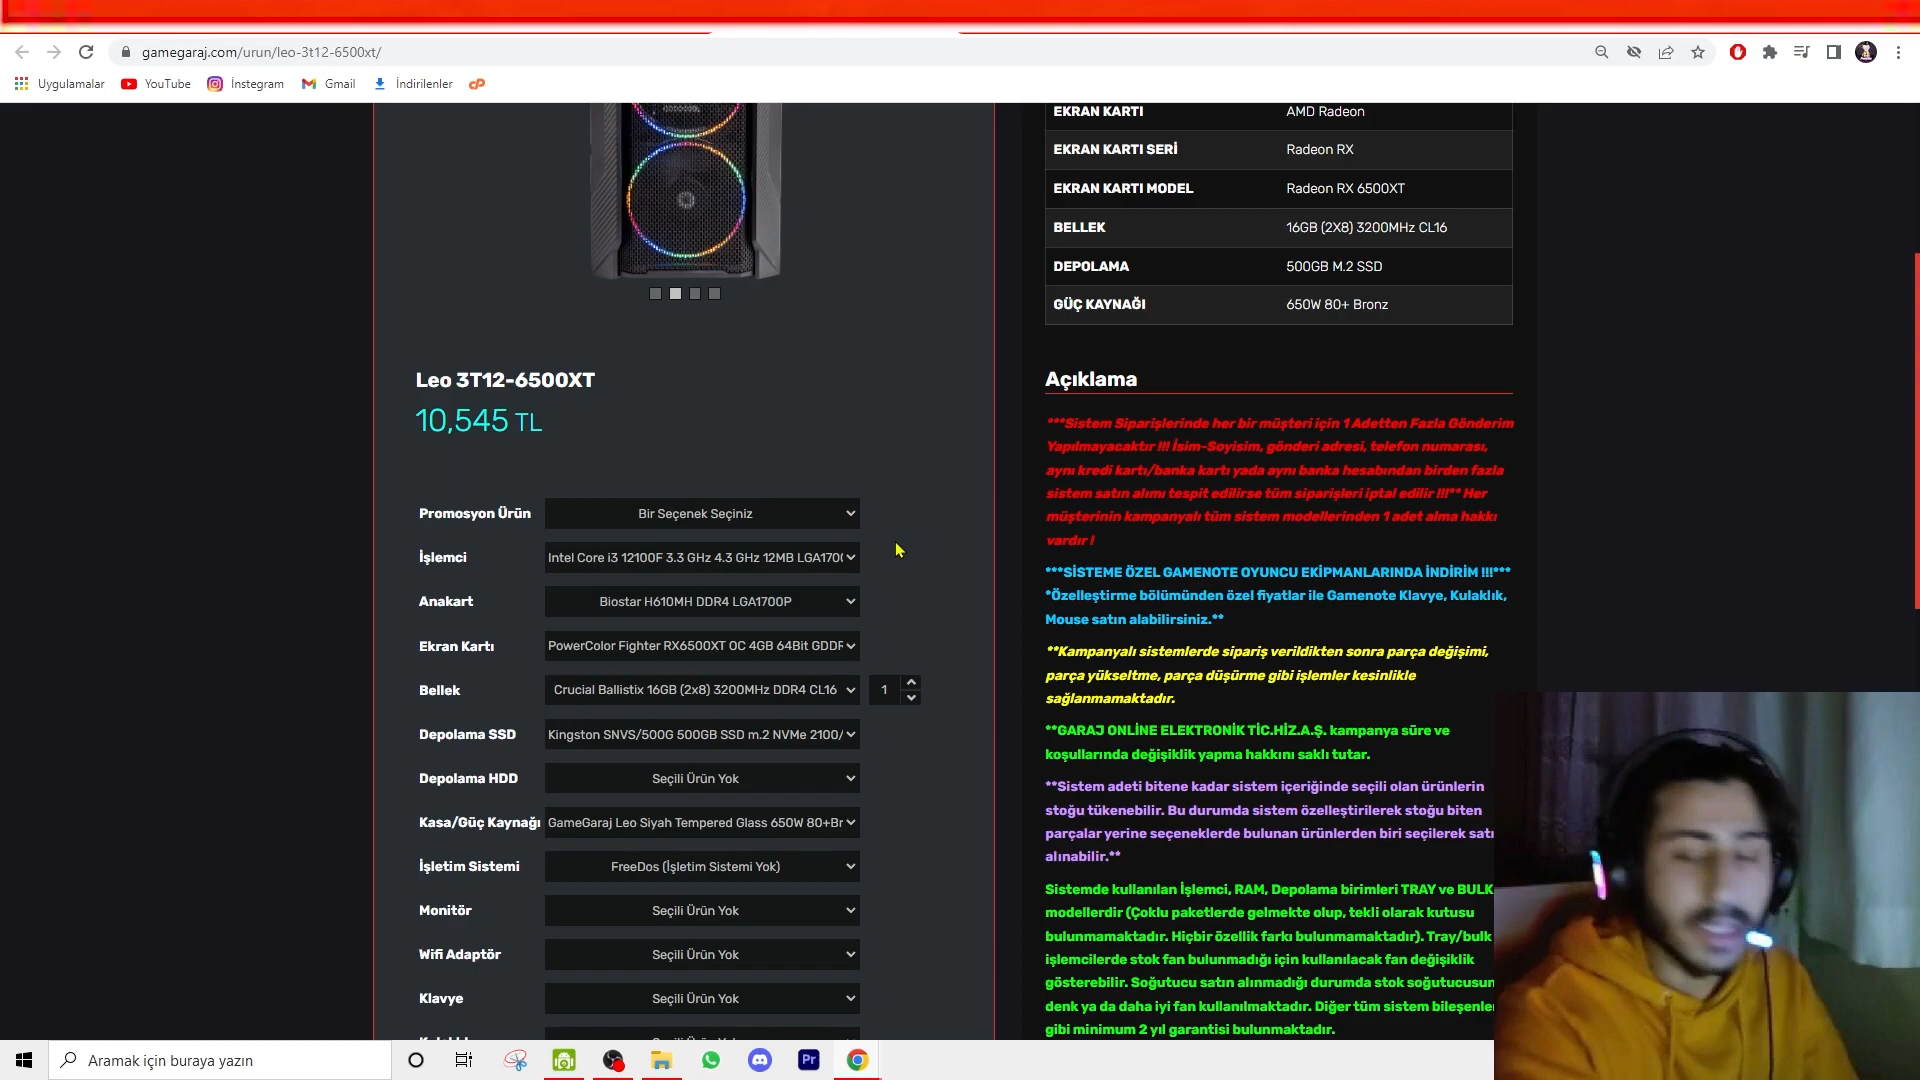 gamegaraj.com/urun/leo-3t12-6500xt/
Uygulamalar YouTube İnstegram Gmail İndirilenler
EKRAN KARTI AMD Radeon
EKRAN KARTI SERİ Radeon RX
EKRAN KARTI MODEL Radeon RX 6500XT
BELLEK 16GB (2X8) 3200MHz CL16
DEPOLAMA 500GB M.2 SSD
GÜÇ KAYNAĞI 650W 80+ Bronz
Leo 3T12-6500XT
10,545 TL
Promosyon Ürün Bir Seçenek Seçiniz
İşlemci Intel Core i3 12100F 3.3 GHz 4.3 GHz 12MB LGA170
Anakart Biostar H610MH DDR4 LGA1700P
Ekran Kartı PowerColor Fighter RX6500XT OC 4GB 64Bit GDDR
Bellek Crucial Ballistix 16GB (2x8) 3200MHz DDR4 CL16 1
Depolama SSD Kingston SNVS/500G 500GB SSD m.2 NVMe 2100/
Depolama HDD Seçili Ürün Yok
Kasa/Güç Kaynağı GameGaraj Leo Siyah Tempered Glass 650W 80+Br
İşletim Sistemi FreeDos (İşletim Sistemi Yok)
Monitör Seçili Ürün Yok
Wifi Adaptör Seçili Ürün Yok
Klavye Seçili Ürün Yok
Açıklama
***Sistem Siparişlerinde her bir müşteri için 1 Adetten Fazla Gönderim
Yapılmayacaktır !!! İsim-Soyisim, gönderi adresi, telefon numarası,
aynı kredi kartı/banka kartı yada aynı banka hesabından birden fazla
sistem satın alımı tespit edilirse tüm siparişleri iptal edilir !!!** Her
müşterinin kampanyalı tüm sistem modellerinden 1 adet alma hakkı
vardır !
***SİSTEME ÖZEL GAMENOTE OYUNCU EKİPMANLARINDA İNDİRİM !!!***
*Özelleştirme bölümünden özel fiyatlar ile Gamenote Klavye, Kulaklık,
Mouse satın alabilirsiniz.**
**Kampanyalı sistemlerde sipariş verildikten sonra parça değişimi,
parça yükseltme, parça düşürme gibi işlemler kesinlikle
sağlanmamaktadır.
**GARAJ ONLİNE ELEKTRONİK TİC.HİZ.A.Ş. kampanya süre ve
koşullarında değişiklik yapma hakkını saklı tutar.
**Sistem adeti bitene kadar sistem içeriğinde seçili olan ürünlerin
stoğu tükenebilir. Bu durumda sistem özelleştirilerek stoğu biten
parçalar yerine seçeneklerde bulunan ürünlerden biri seçilerek satı
alınabilir.**
Sistemde kullanılan İşlemci, RAM, Depolama birimleri TRAY ve BULK
modellerdir (Çoklu paketlerde gelmekte olup, tekli olarak kutusu
bulunmamaktadır. Hiçbir özellik farkı bulunmamaktadır). Tray/bulk
işlemcilerde stok fan bulunmadığı için kullanılacak fan değişiklik
gösterebilir. Soğutucu satın alınmadığı durumda stok soğutucusun
denk ya da daha iyi fan kullanılmaktadır. Diğer tüm sistem bileşenle
gibi minimum 2 yıl garantisi bulunmaktadır.
Aramak için buraya yazın
Pr